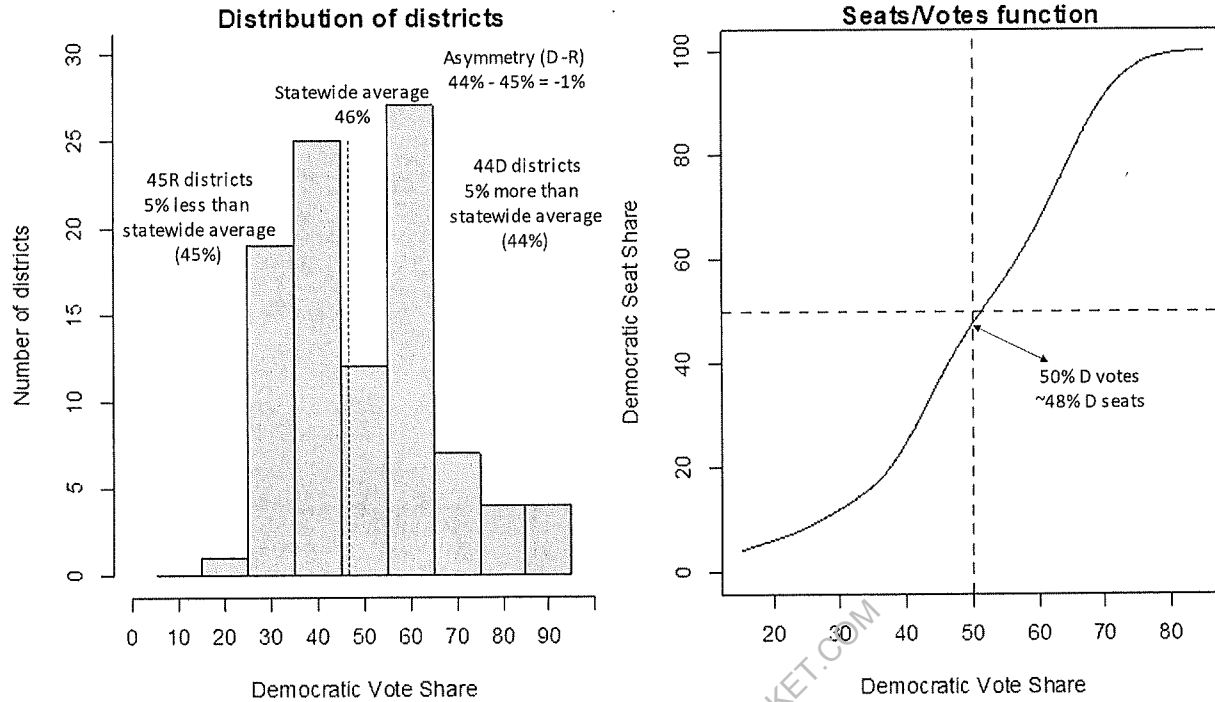 Distribution of districts
Number of districts
30
25
20
15
10
5
0
Asymmetry (D-R)
44% - 45% = -1%
Statewide average
46%
45R districts
5% less than
statewide average
(45%)
44D districts
5% more than
statewide average
(44%)
0 10 20 30 40 50 60 70 80 90
Democratic Vote Share
Seats/Votes function
Democratic Seat Share
100
80
60
40
20
0
50% D votes
~48% D seats
20 30 40 50 60 70 80
Democratic Vote Share
KET.COM